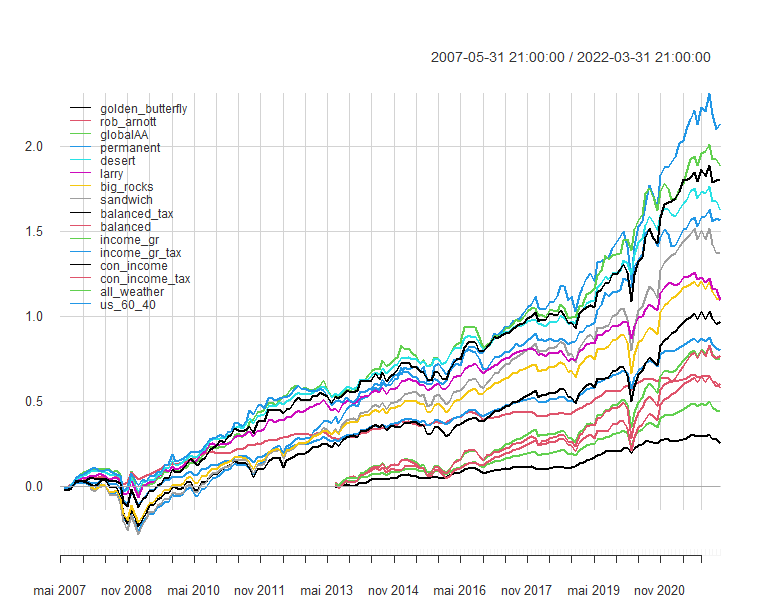 2007-05-31 21:00:00 / 2022-03-31 21:00:00
golden_butterfly
rob_arnott
globalAA
permanent
desert
larry
big_rocks
sandwich
balanced_tax
balanced
income_gr
income_gr_tax
con_income
con_income_tax
all_weather
us_60_40
2.0
1.5
1.0
0.5
0.0
mai 2007 nov 2008 mai 2010 nov 2011 mai 2013 nov 2014 mai 2016 nov 2017 mai 2019 nov 2020